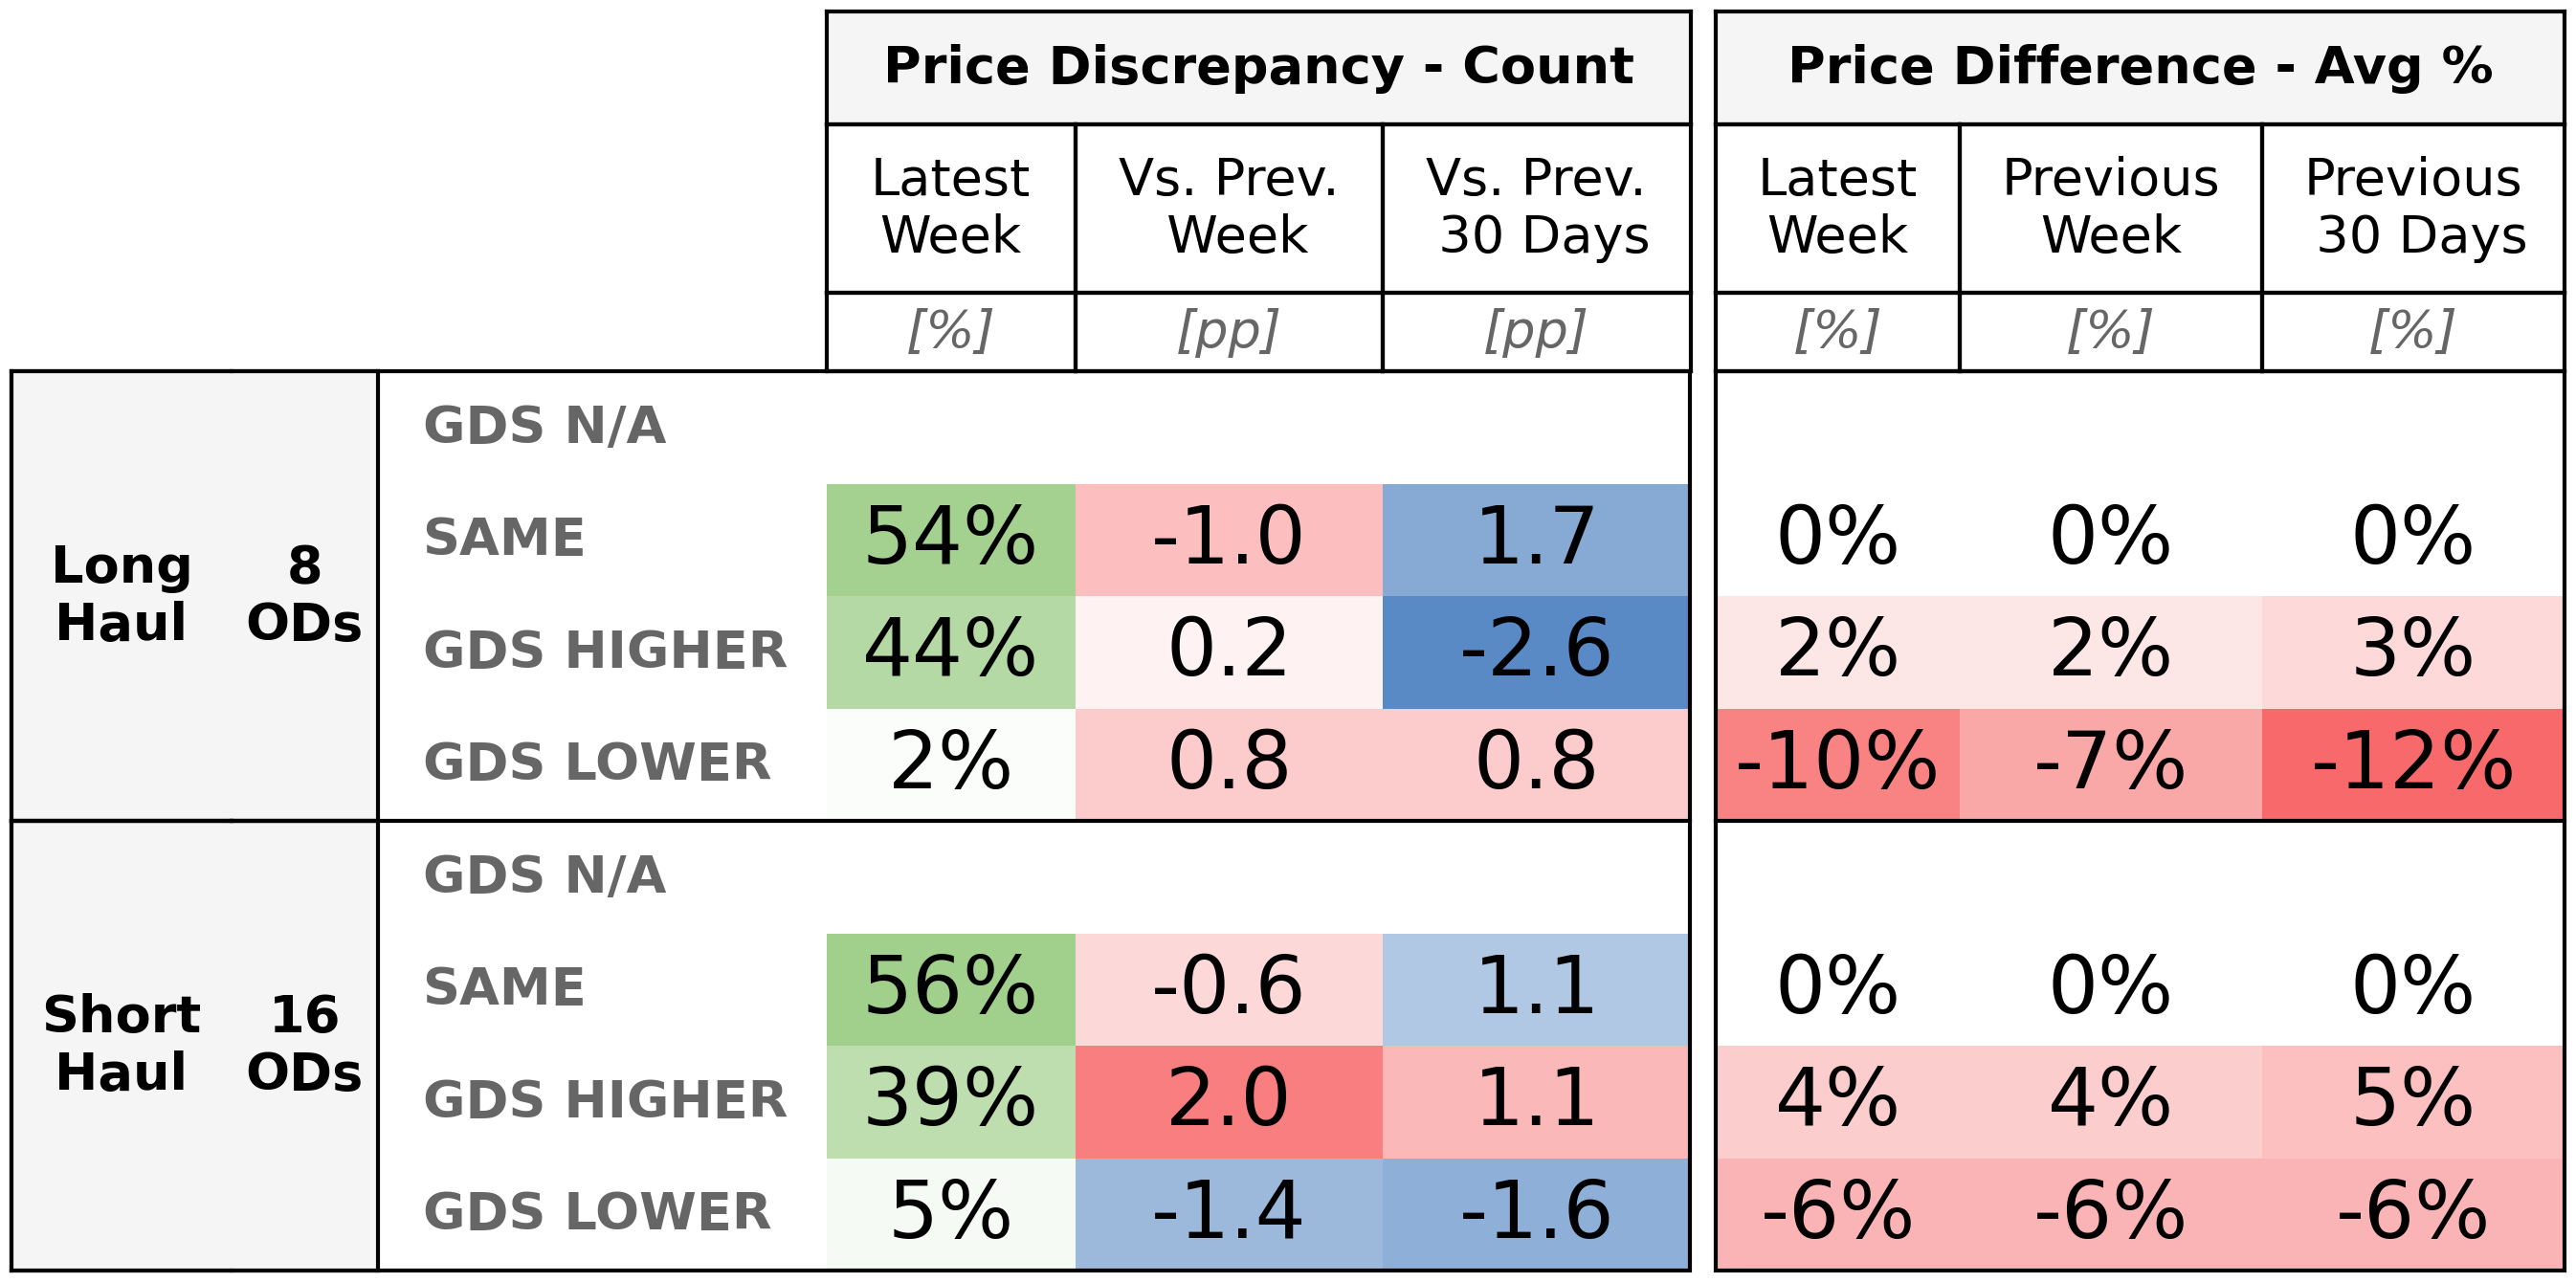 Price Discrepancy - Count
Price Difference - Avg %
Latest Week
Vs. Prev. Week
Vs. Prev. 30 Days
Latest Week
Previous Week
Previous 30 Days
[%] [pp] [pp] [%] [%] [%]
Long Haul
8 ODs
GDS N/A
SAME 54% -1.0 1.7 0% 0% 0%
GDS HIGHER 44% 0.2 -2.6 2% 2% 3%
GDS LOWER 2% 0.8 0.8 -10% -7% -12%
Short Haul
16 ODs
GDS N/A
SAME 56% -0.6 1.1 0% 0% 0%
GDS HIGHER 39% 2.0 1.1 4% 4% 5%
GDS LOWER 5% -1.4 -1.6 -6% -6% -6%